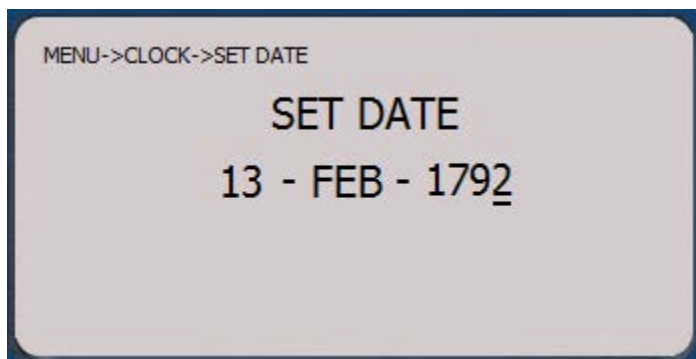 MENU->CLOCK->SET DATE
SET DATE
13 - FEB - 1792